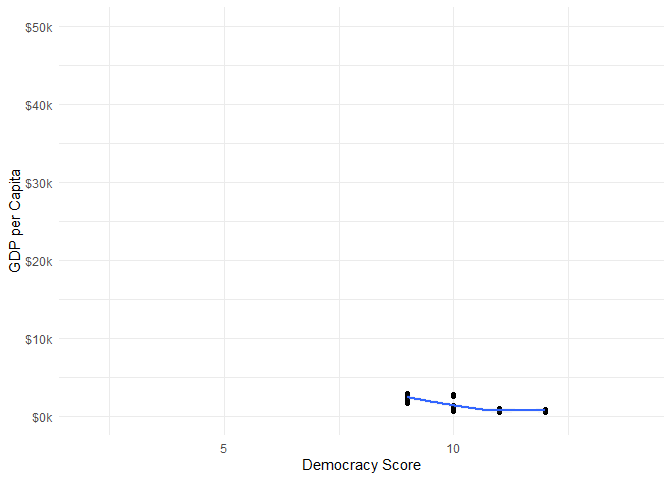 $50k
$40k
$30k
$20k
$10k
$0k
GDP per Capita
5 10
Democracy Score